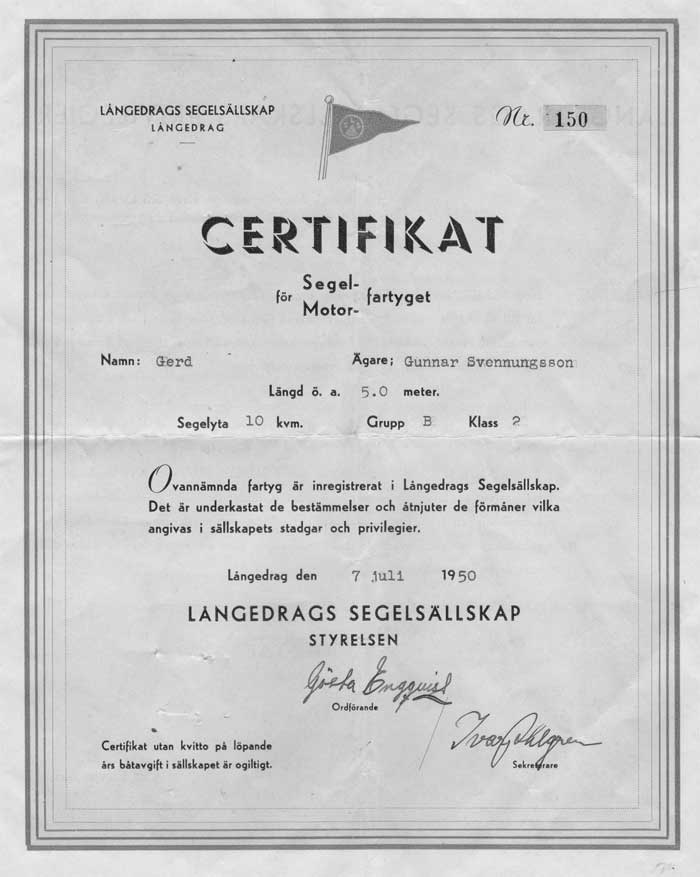 LÅNGEDRAGS SEGELSÄLLSKAP
LÅNGEDRAG
Nr. 150
CERTIFIKAT
för Segel- Motor- fartyget
Namn: Gerd Ägare; Gunnar Svennungsson
Längd ö. a. 5.0 meter.
Segelyta 10 kvm. Grupp B Klass 2
Ovannämnda fartyg är inregistrerat i Långedrags Segelsällskap.
Det är underkastat de bestämmelser och åtnjuter de förmåner vilka
angivas i sällskapets stadgar och privilegier.
Långedrag den 7 juli 1950
LÅNGEDRAGS SEGELSÄLLSKAP
STYRELSEN
Gösta Engquist
Ordförande
Ivar Ahlgren
Sekreterare
Certifikat utan kvitto på löpande
års båtavgift i sällskapet är ogiltigt.